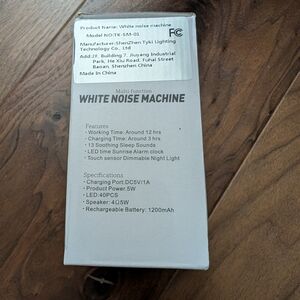 Product Name: White noise machine
Model NO:TK-SM-01
FC
Manufacturer:ShenZhen Tyki Lighting
Technology Co., Ltd
Add:2F, Building 7, Jiuyang Industrial
Park, He Xiu Road, Fuhai Street
Baoan, Shenzhen China
Made In China
Multi-function
WHITE NOISE MACHINE
Features
· Working Time: Around 12 hrs
· Charging Time: Around 3 hrs
· 13 Soothing Sleep Sounds
· LED time Sunrise Alarm clock
· Touch sensor Dimmable Night Light
Specifications
· Charging Port:DC5V/1A
· Product Power:5W
· LED:40PCS
· Speaker: 4Ω5W
· Rechargeable Battery: 1200mAh